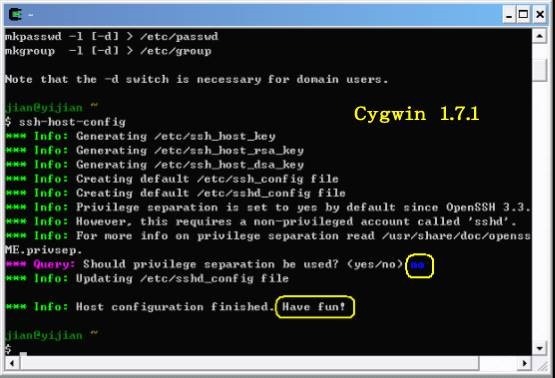 ~
mkpasswd -l [-d] > /etc/passwd
mkgroup  -l [-d] > /etc/group
Note that the -d switch is necessary for domain users.
jian@yijian ~
$ ssh-host-config
Cygwin 1.7.1
*** Info: Generating /etc/ssh_host_key
*** Info: Generating /etc/ssh_host_rsa_key
*** Info: Generating /etc/ssh_host_dsa_key
*** Info: Creating default /etc/ssh_config file
*** Info: Creating default /etc/sshd_config file
*** Info: Privilege separation is set to yes by default since OpenSSH 3.3.
*** Info: However, this requires a non-privileged account called 'sshd'.
*** Info: For more info on privilege separation read /usr/share/doc/openss
ME.privsep.
*** Query: Should privilege separation be used? (yes/no) no
*** Info: Updating /etc/sshd_config file
*** Info: Host configuration finished. Have fun!
jian@yijian ~
$